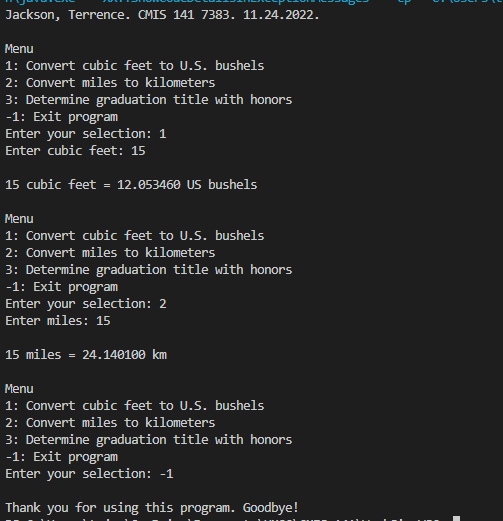 Jackson, Terrence. CMIS 141 7383. 11.24.2022.
Menu
1: Convert cubic feet to U.S. bushels
2: Convert miles to kilometers
3: Determine graduation title with honors
-1: Exit program
Enter your selection: 1
Enter cubic feet: 15
15 cubic feet = 12.053460 US bushels
Menu
1: Convert cubic feet to U.S. bushels
2: Convert miles to kilometers
3: Determine graduation title with honors
-1: Exit program
Enter your selection: 2
Enter miles: 15
15 miles = 24.140100 km
Menu
1: Convert cubic feet to U.S. bushels
2: Convert miles to kilometers
3: Determine graduation title with honors
-1: Exit program
Enter your selection: -1
Thank you for using this program. Goodbye!